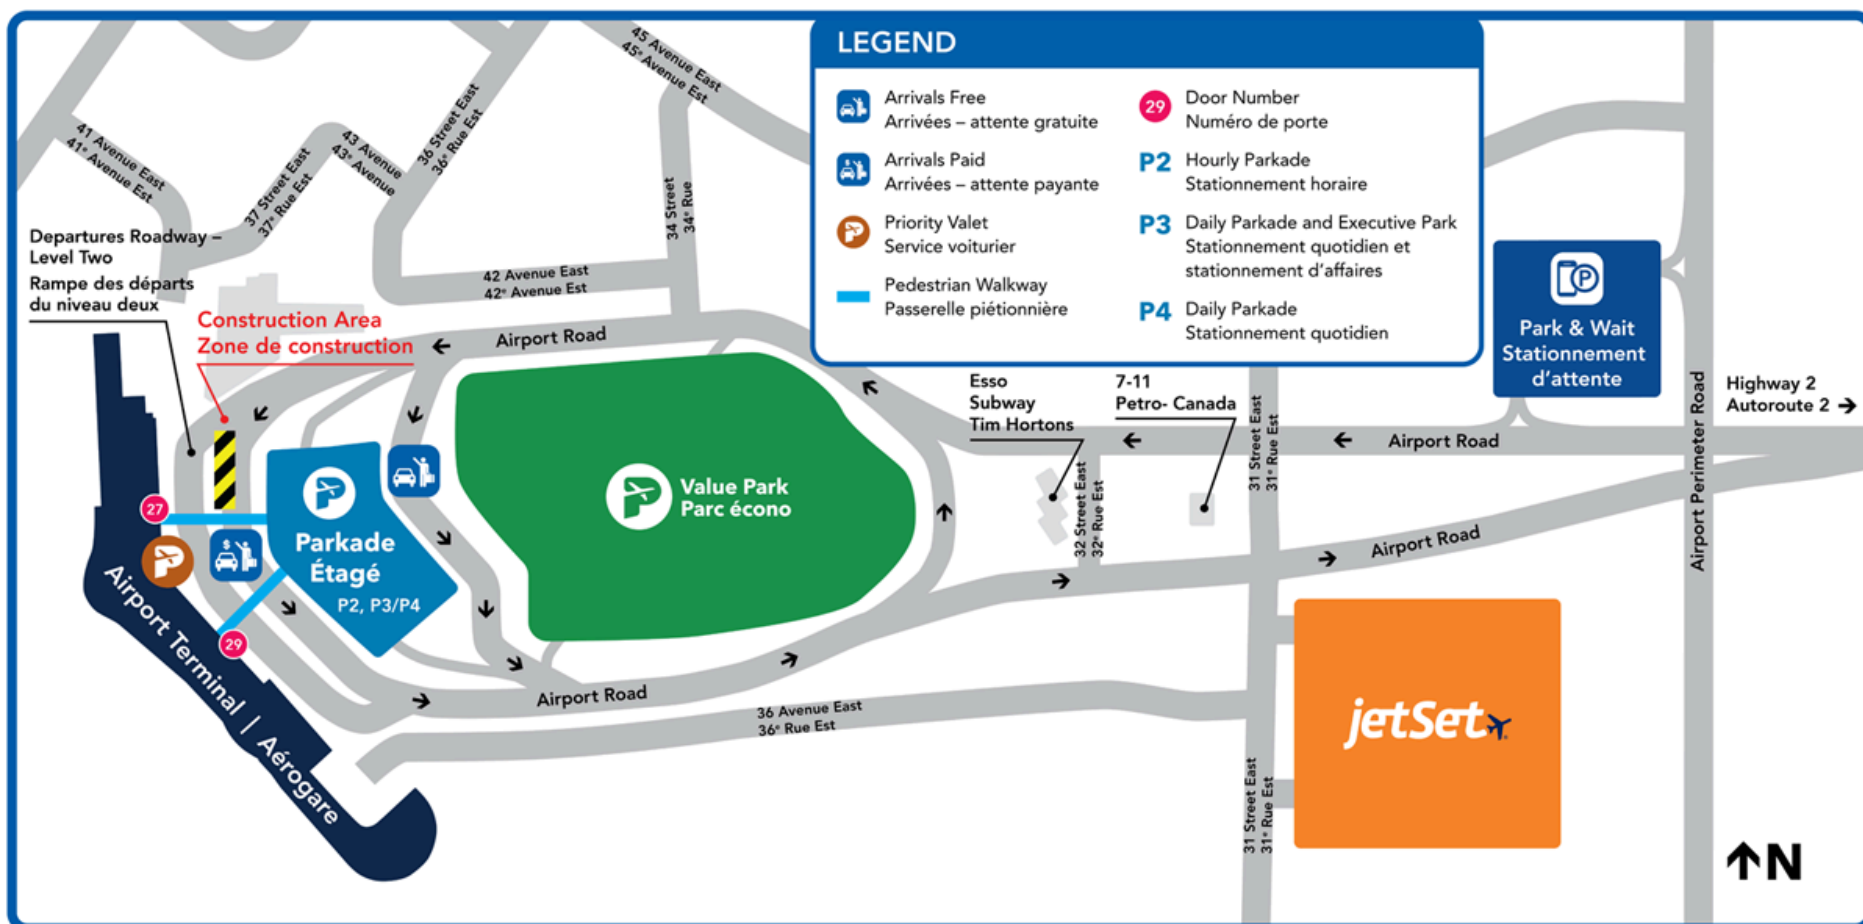 LEGEND
Arrivals Free
Arrivées – attente gratuite
Arrivals Paid
Arrivées – attente payante
Priority Valet
Service voiturier
Pedestrian Walkway
Passerelle piétionnière
29
Door Number
Numéro de porte
P2
Hourly Parkade
Stationnement horaire
P3
Daily Parkade and Executive Park
Stationnement quotidien et
stationnement d'affaires
P4
Daily Parkade
Stationnement quotidien
45 Avenue East
45e Avenue Est
41 Avenue East
41e Avenue Est
37 Street East
37e Rue Est
43 Avenue
43e Avenue
36 Street East
36e Rue Est
34 Street
34e Rue
42 Avenue East
42e Avenue Est
Departures Roadway –
Level Two
Rampe des départs
du niveau deux
Construction Area
Zone de construction
Airport Road
Park & Wait
Stationnement
d'attente
Highway 2
Autoroute 2
Esso
Subway
Tim Hortons
7-11
Petro- Canada
31 Street East
31e Rue Est
Airport Road
Airport Perimeter Road
Value Park
Parc écono
32 Street East
32e Rue Est
Airport Road
27
Parkade
Étagé
P2, P3/P4
29
Airport Terminal | Aérogare
Airport Road
36 Avenue East
36e Rue Est
jetSet
31 Street East
31e Rue Est
N